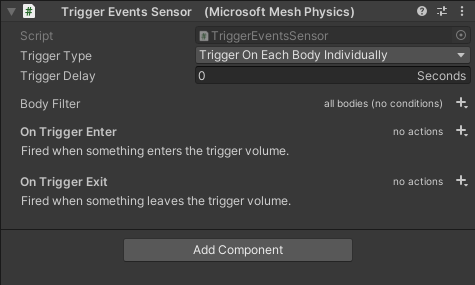 Trigger Events Sensor (Microsoft Mesh Physics)
Script TriggerEventsSensor
Trigger Type Trigger On Each Body Individually
Trigger Delay 0 Seconds
Body Filter all bodies (no conditions)
On Trigger Enter no actions
Fired when something enters the trigger volume.
On Trigger Exit no actions
Fired when something leaves the trigger volume.
Add Component